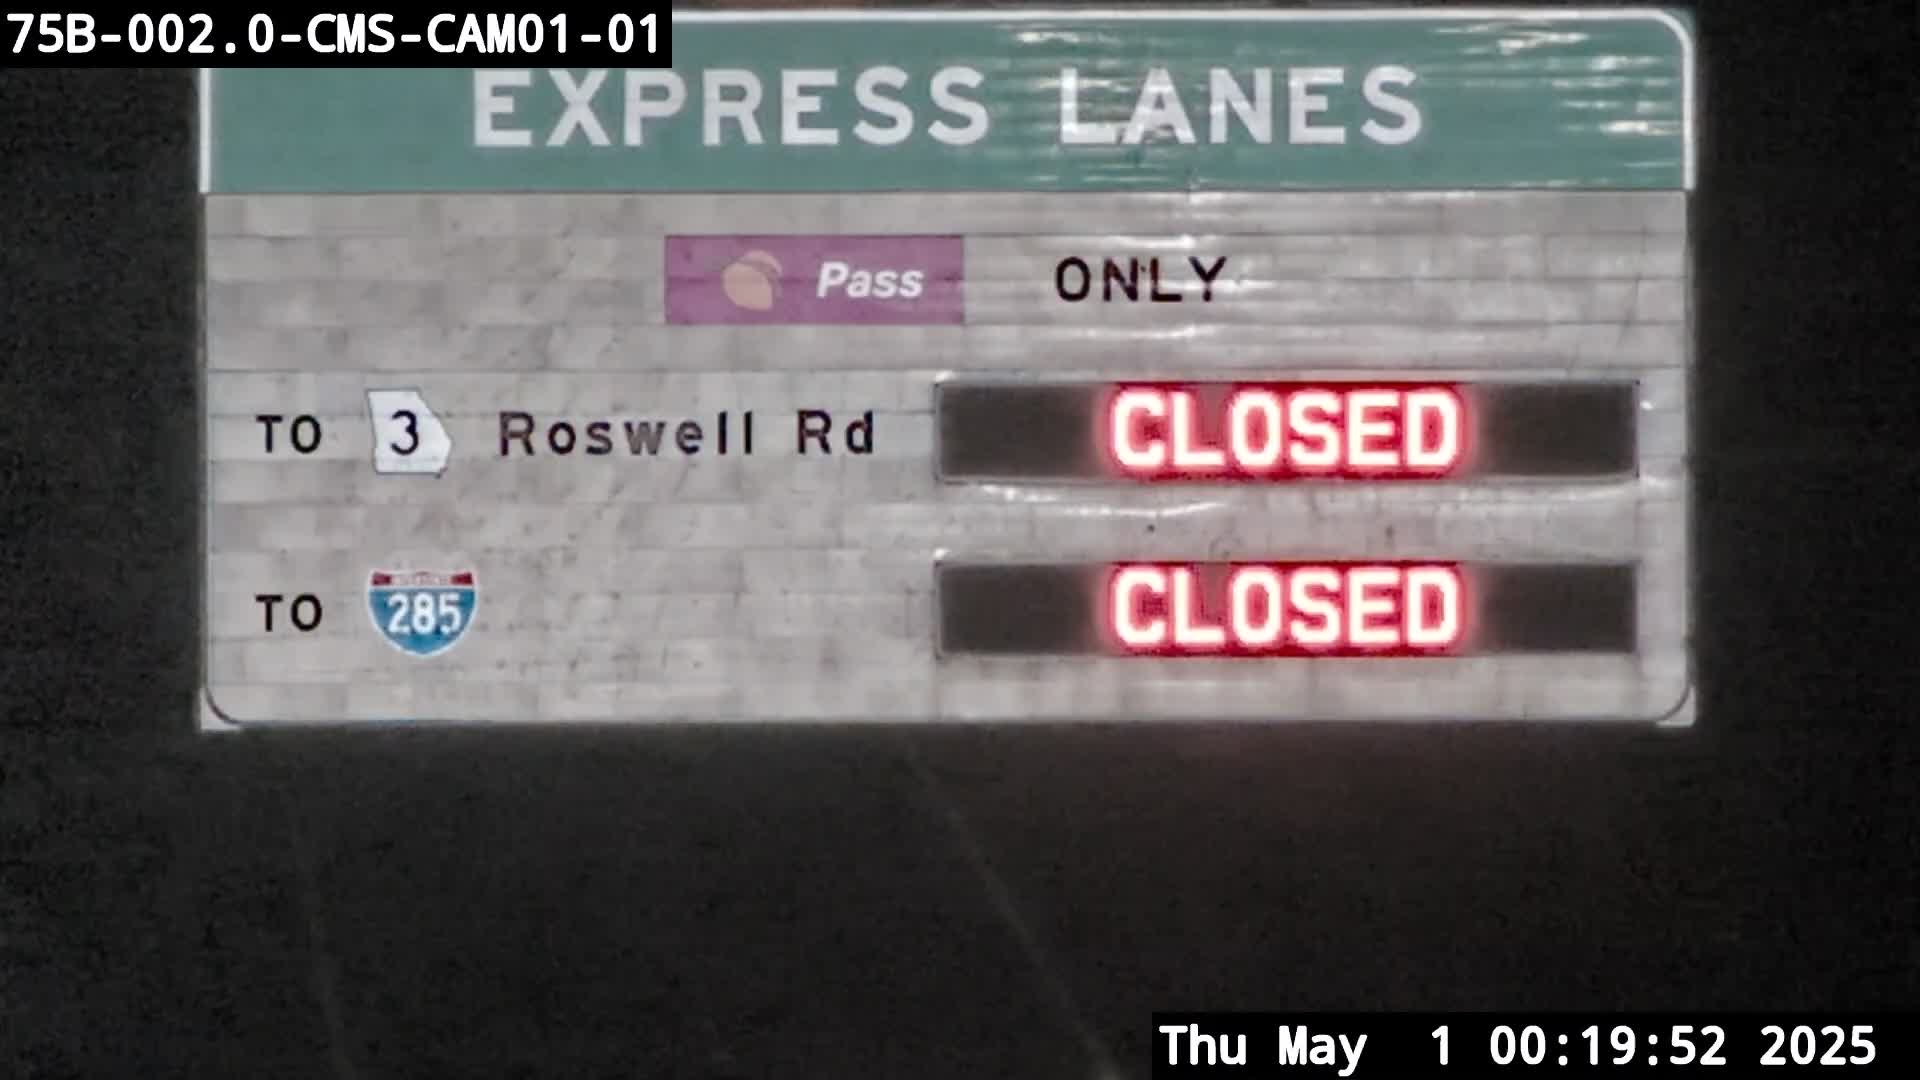 75B-002.0-CMS-CAM01-01
EXPRESS LANES
Pass ONLY
TO 3 Roswell Rd CLOSED
TO 285 CLOSED
Thu May 1 00:19:52 2025